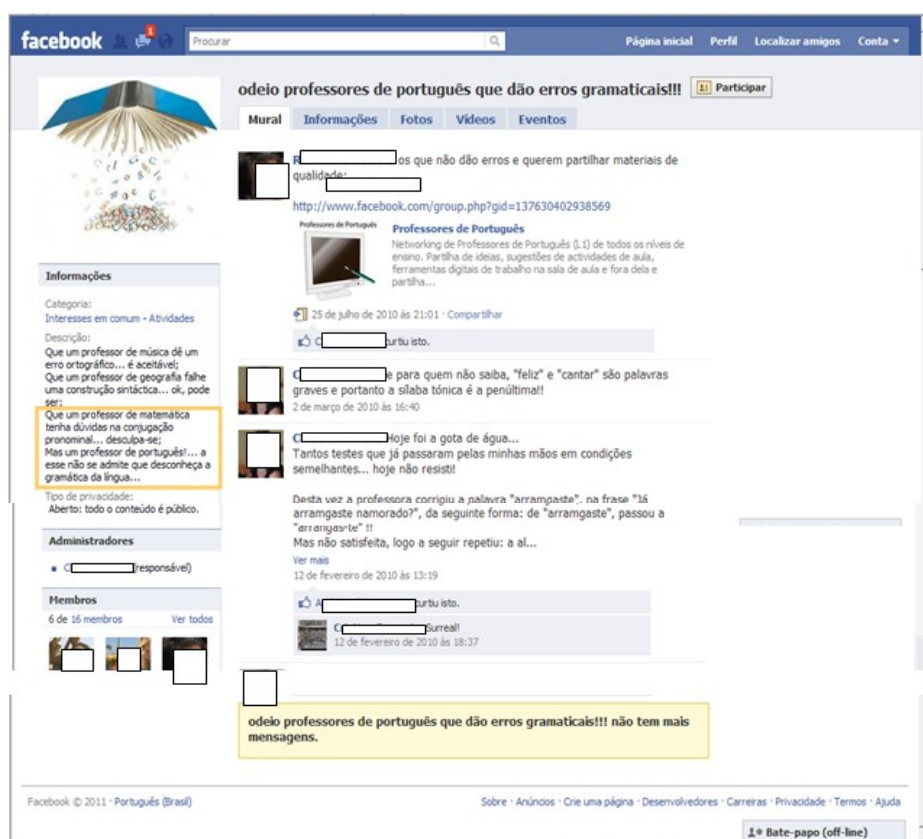 facebook
1
Procurar
Página inicial Perfil Localizar amigos Conta
odeio professores de português que dão erros gramaticais!!!
Participar
Mural Informações Fotos Vídeos Eventos
R os que não dão erros e querem partilhar materiais de
qualidade:
http://www.facebook.com/group.php?gid=137630402938569
Professores de Português
Professores de Português
Networking de Professores de Português (L1) de todos os níveis de
ensino. Partilha de ideias, sugestões de actividades de aula,
ferramentas digitais de trabalho na sala de aula e fora dela e
partilha...
25 de julho de 2010 às 21:01 · Compartilhar
C curtiu isto.
C e para quem não saiba, "feliz" e "cantar" são palavras
graves e portanto a sílaba tónica é a penúltima!!
2 de março de 2010 às 16:40
C Hoje foi a gota de água...
Tantos testes que já passaram pelas minhas mãos em condições
semelhantes... hoje não resisti!
Desta vez a professora corrigiu a palavra "arrampaste", na frase "Já
arramgaste namorado?", da seguinte forma: de "arramgaste", passou a
"arrangas-te" !!
Mas não satisfeita, logo a seguir repetiu: a al...
Ver mais
12 de fevereiro de 2010 às 13:19
A curtiu isto.
C Surreal!
12 de fevereiro de 2010 às 18:37
odeio professores de português que dão erros gramaticais!!! não tem mais
mensagens.
Informações
Categoria:
Interesses em comum - Atividades
Descrição:
Que um professor de música dê um
erro ortográfico... é aceitável;
Que um professor de geografia falhe
uma construção sintáctica... ok, pode
ser;
Que um professor de matemática
tenha dúvidas na conjugação
pronominal... desculpa-se;
Mas um professor de português!... a
esse não se admite que desconheça a
gramática da língua...
Tipo de privacidade:
Aberto: todo o conteúdo é público.
Administradores
C (responsável)
Membros
6 de 16 membros Ver todos
Facebook © 2011 · Português (Brasil)
Sobre · Anúncios · Crie uma página · Desenvolvedores · Carreiras · Privacidade · Termos · Ajuda
Bate-papo (off-line)